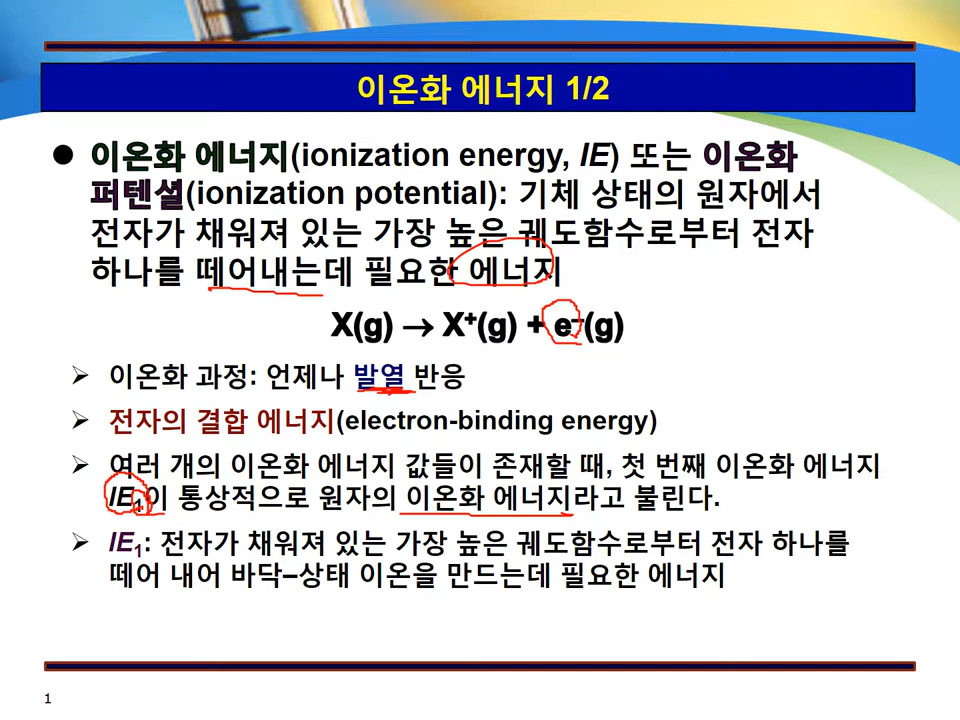 이온화 에너지 1/2
● 이온화 에너지(ionization energy, IE) 또는 이온화
퍼텐셜(ionization potential): 기체 상태의 원자에서
전자가 채워져 있는 가장 높은 궤도함수로부터 전자
하나를 떼어내는데 필요한 에너지
X(g) → X⁺(g) + e⁻(g)
➢ 이온화 과정: 언제나 발열 반응
➢ 전자의 결합 에너지(electron-binding energy)
➢ 여러 개의 이온화 에너지 값들이 존재할 때, 첫 번째 이온화 에너지
IE₁이 통상적으로 원자의 이온화 에너지라고 불린다.
➢ IE₁: 전자가 채워져 있는 가장 높은 궤도함수로부터 전자 하나를
떼어 내어 바닥–상태 이온을 만드는데 필요한 에너지
1